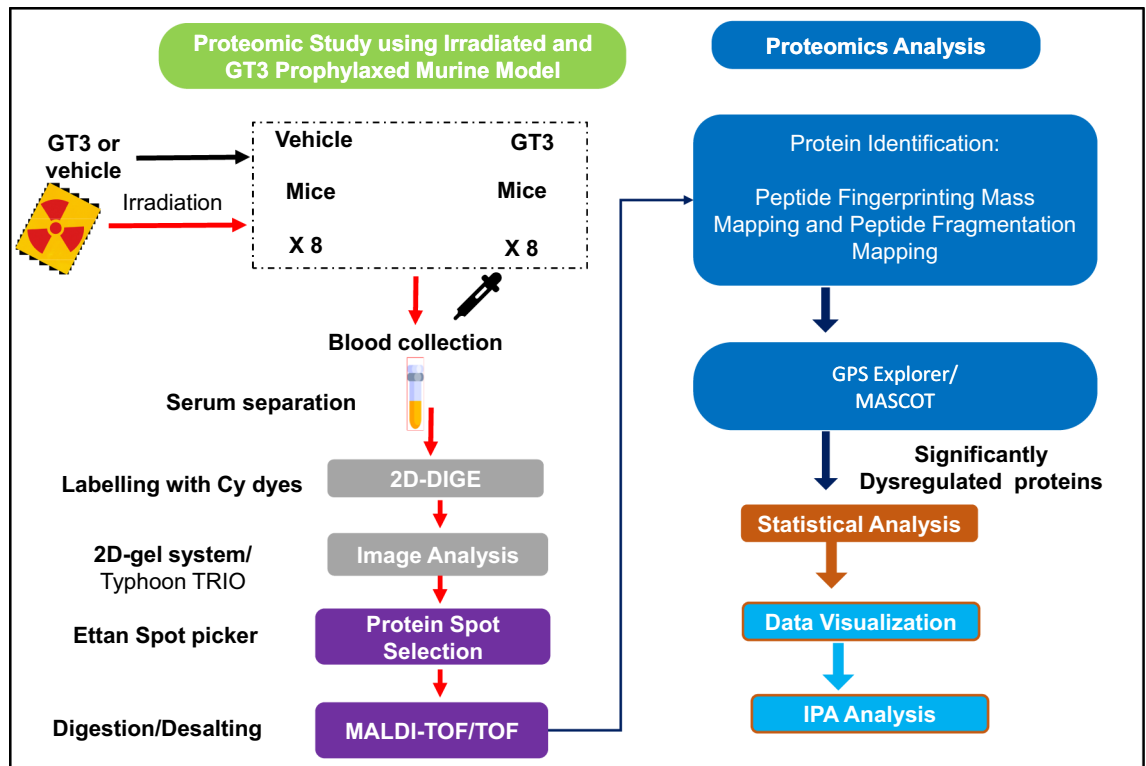 Proteomic Study using Irradiated and
GT3 Prophylaxed Murine Model
GT3 or
vehicle
Irradiation
Vehicle
GT3
Mice
Mice
X 8
X 8
Blood collection
Serum separation
Labelling with Cy dyes
2D-DIGE
2D-gel system/
Typhoon TRIO
Image Analysis
Ettan Spot picker
Protein Spot
Selection
Digestion/Desalting
MALDI-TOF/TOF
Proteomics Analysis
Protein Identification:
Peptide Fingerprinting Mass
Mapping and Peptide Fragmentation
Mapping
GPS Explorer/
MASCOT
Significantly
Dysregulated proteins
Statistical Analysis
Data Visualization
IPA Analysis